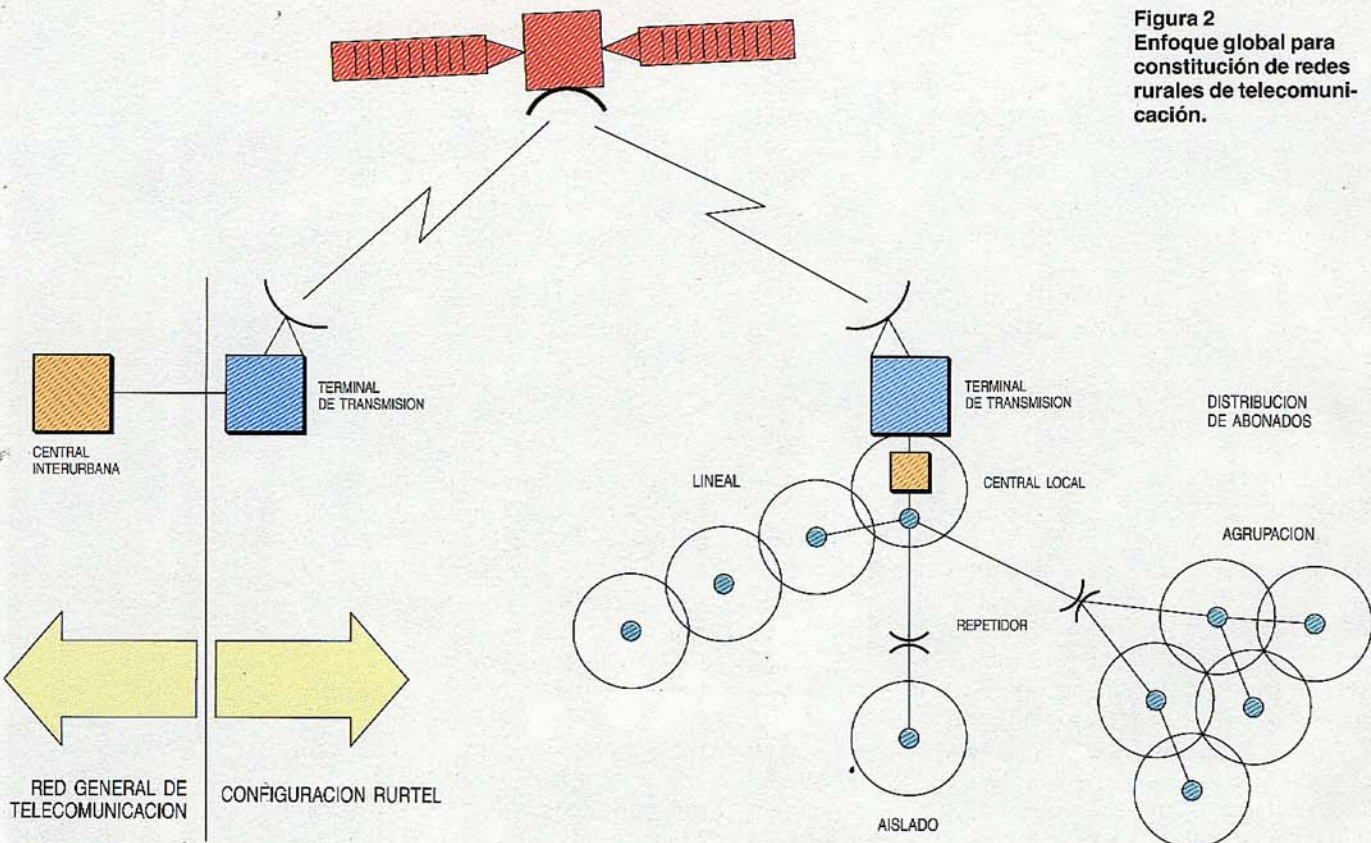 Figura 2
Enfoque global para
constitución de redes
rurales de telecomuni-
cación.
TERMINAL
DE TRANSMISION
TERMINAL
DE TRANSMISION
DISTRIBUCION
DE ABONADOS
CENTRAL
INTERURBANA
LINEAL
CENTRAL LOCAL
AGRUPACION
REPETIDOR
RED GENERAL DE
TELECOMUNICACION
CONFIGURACION RURTEL
AISLADO